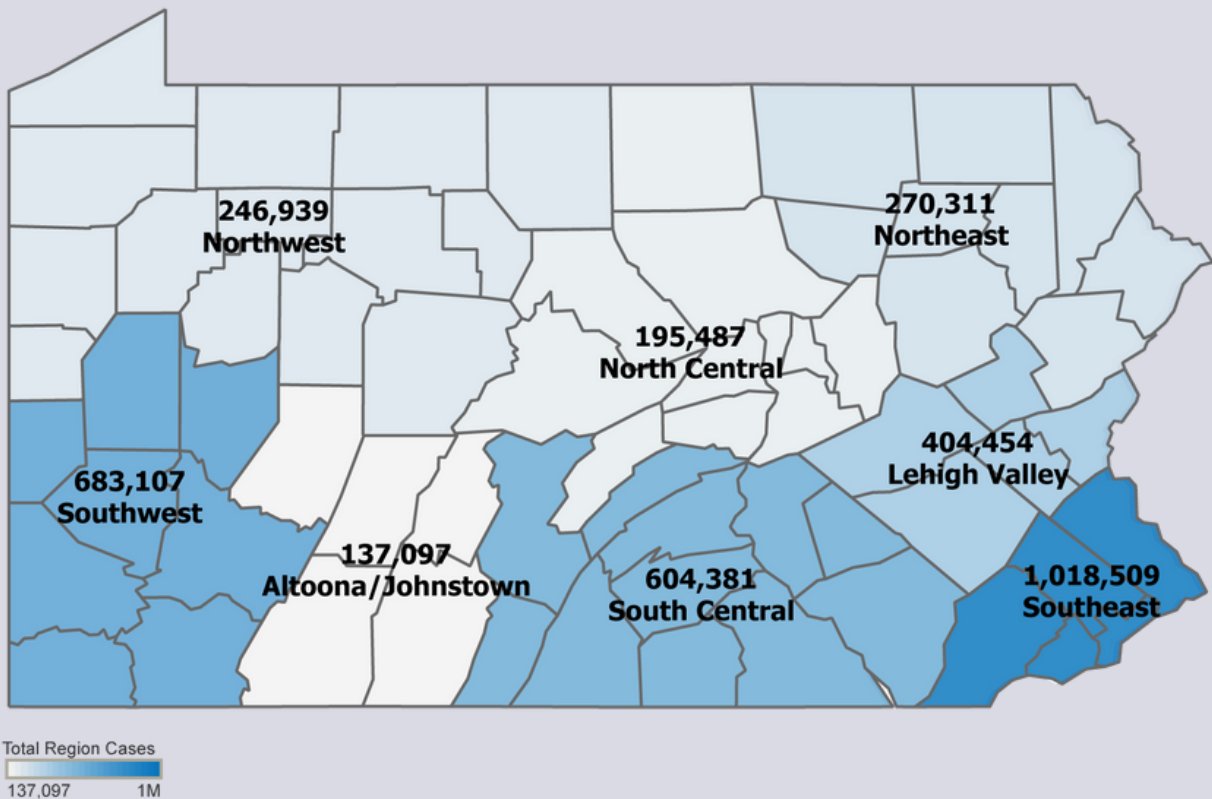 246,939
Northwest
270,311
Northeast
195,487
North Central
404,454
Lehigh Valley
683,107
Southwest
137,097
Altoona/Johnstown
604,381
South Central
1,018,509
Southeast
Total Region Cases
137,097 1M